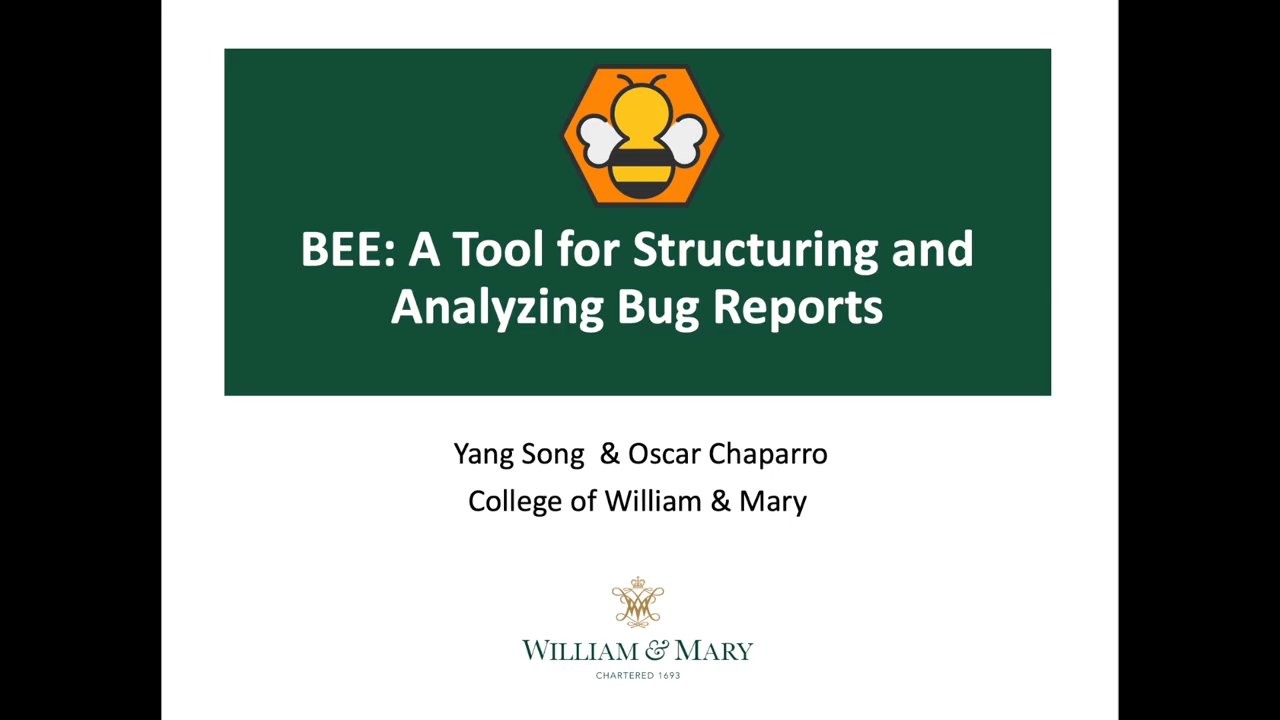 BEE: A Tool for Structuring and
Analyzing Bug Reports
Yang Song & Oscar Chaparro
College of William & Mary
WILLIAM & MARY
CHARTERED 1693